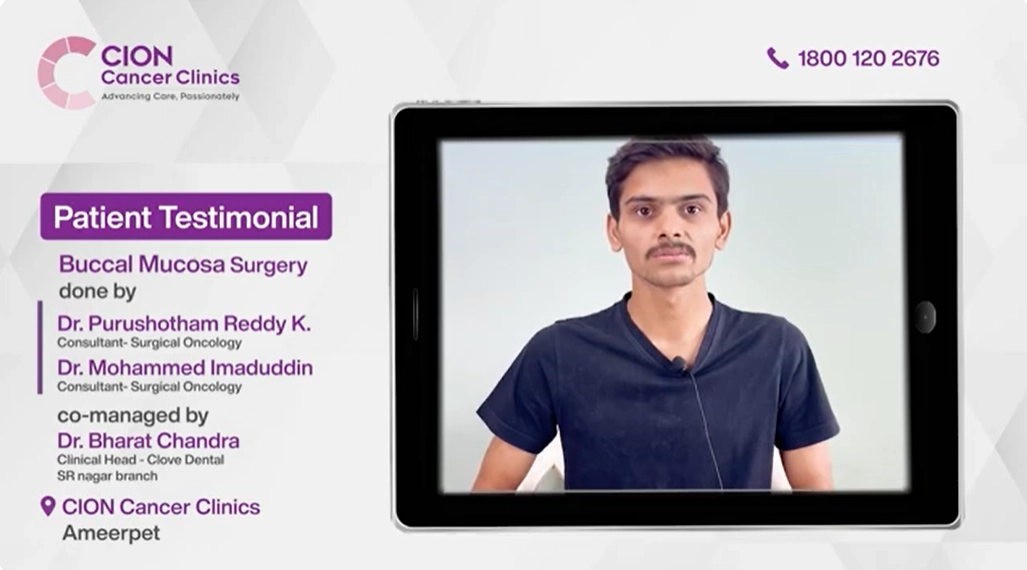 CION
Cancer Clinics
Advancing Care, Passionately
1800 120 2676
Patient Testimonial
Buccal Mucosa Surgery
done by
Dr. Purushotham Reddy K.
Consultant- Surgical Oncology
Dr. Mohammed Imaduddin
Consultant- Surgical Oncology
co-managed by
Dr. Bharat Chandra
Clinical Head - Clove Dental
SR nagar branch
CION Cancer Clinics
Ameerpet